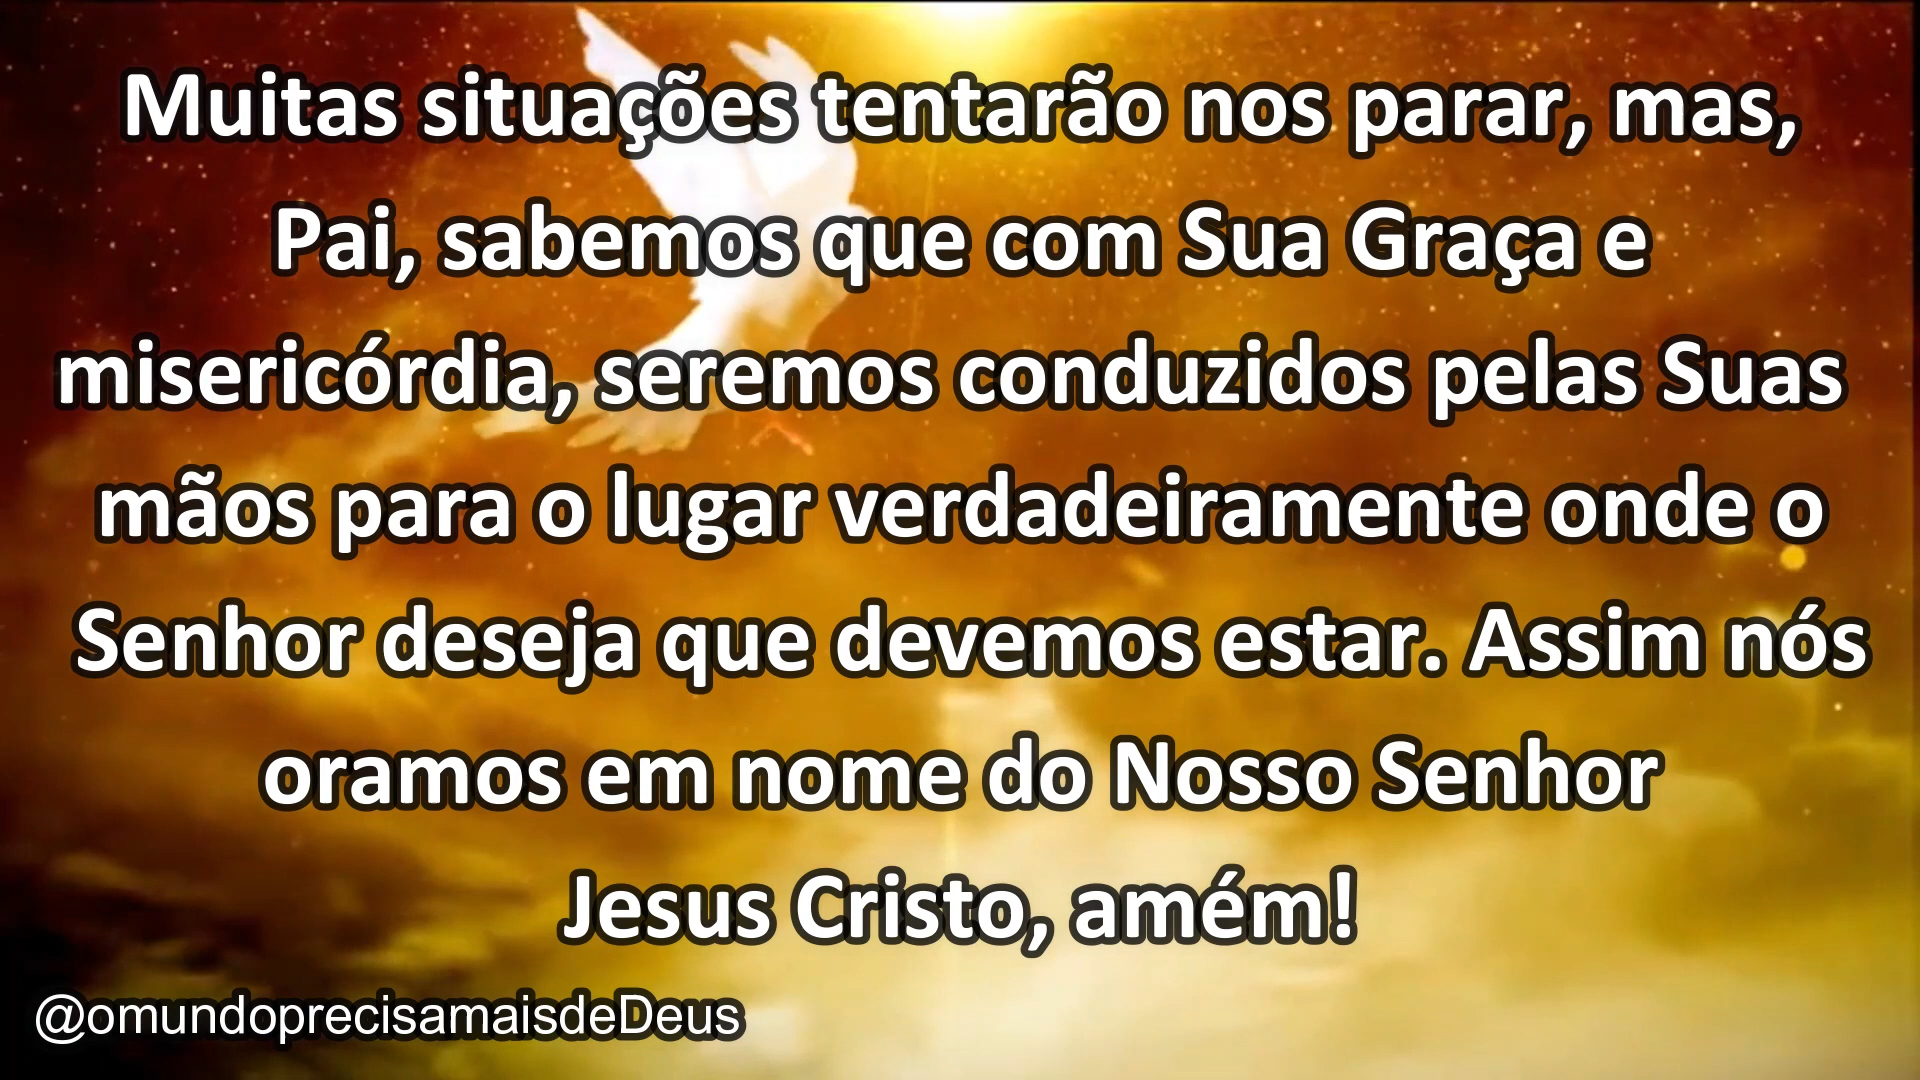 Muitas situações tentarão nos parar, mas,
Pai, sabemos que com Sua Graça e
misericórdia, seremos conduzidos pelas Suas
mãos para o lugar verdadeiramente onde o
Senhor deseja que devemos estar. Assim nós
oramos em nome do Nosso Senhor
Jesus Cristo, amém!
@omundoprecisamaisdeDeus